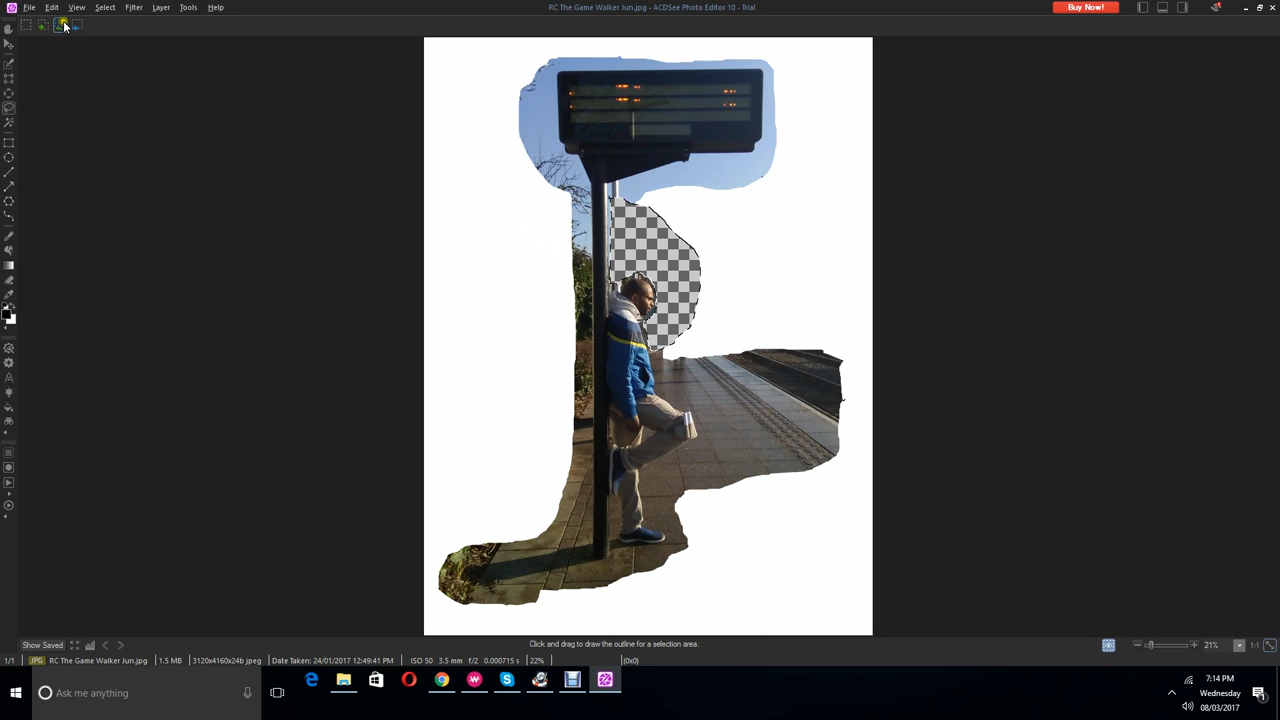 File Edit View Select Filter Layer Tools Help
RC The Game Walker Jun.jpg - ACDSee Photo Editor 10 - Trial
Buy Now!
Show Saved
Click and drag to draw the outline for a selection area.
21%
1:1
1/1 JPG RC The Game Walker Jun.jpg 1.5 MB 3120x4160x24b jpeg Date Taken: 24/01/2017 12:49:41 PM ISO 50 3.5 mm f/2 0.000715 s 22% (0x0)
Ask me anything
7:14 PM
Wednesday
08/03/2017